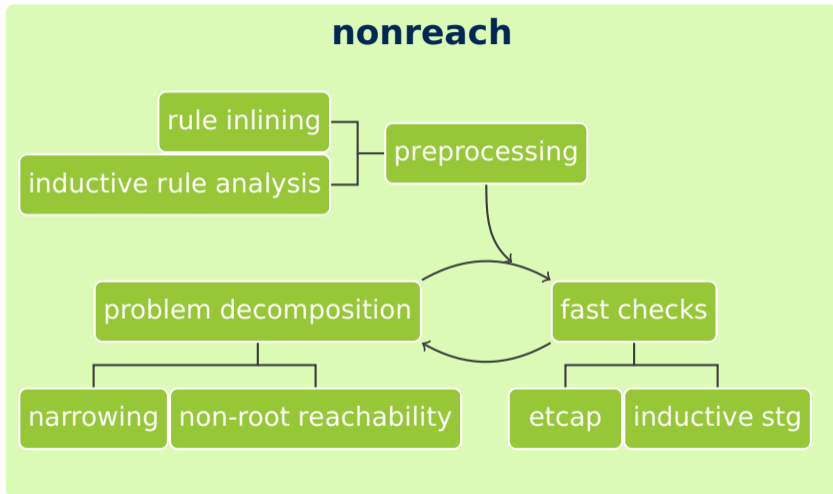 nonreach
rule inlining
preprocessing
inductive rule analysis
problem decomposition
fast checks
narrowing
non-root reachability
etcap
inductive stg